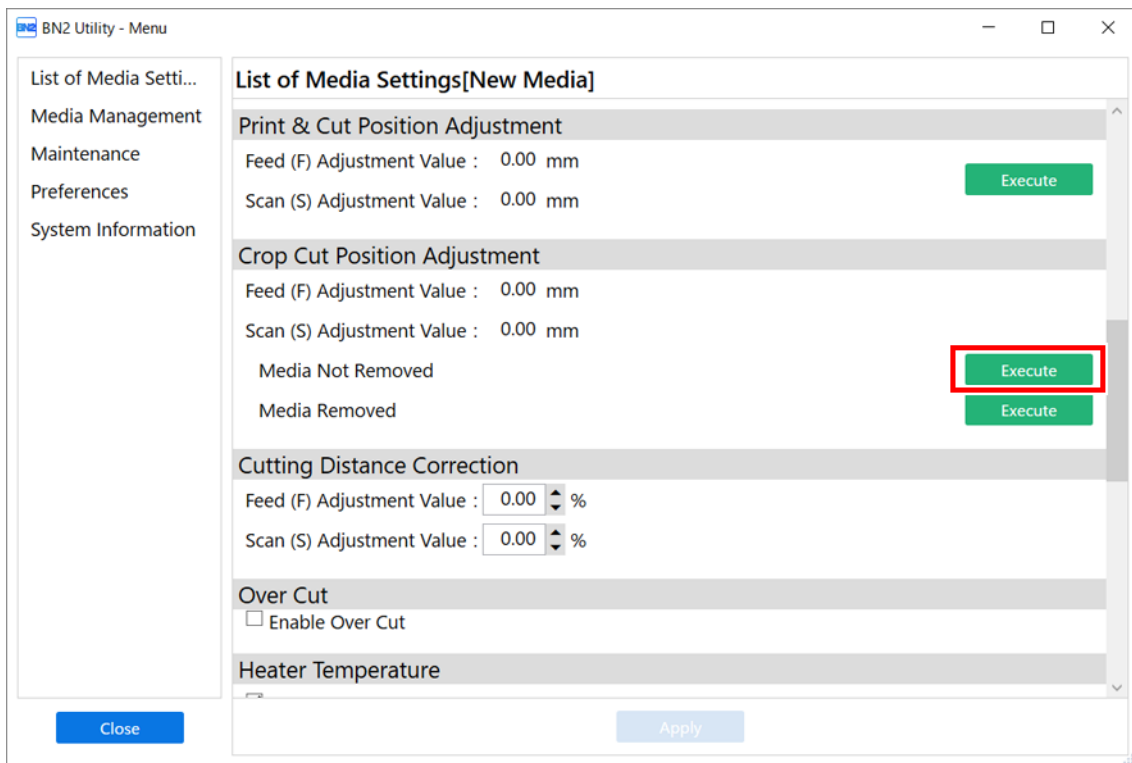 BN2 BN2 Utility - Menu
List of Media Setti...
Media Management
Maintenance
Preferences
System Information
Close
List of Media Settings[New Media]
Print & Cut Position Adjustment
Feed (F) Adjustment Value : 0.00 mm
Execute
Scan (S) Adjustment Value : 0.00 mm
Crop Cut Position Adjustment
Feed (F) Adjustment Value : 0.00 mm
Scan (S) Adjustment Value : 0.00 mm
Media Not Removed Execute
Media Removed Execute
Cutting Distance Correction
Feed (F) Adjustment Value : 0.00 %
Scan (S) Adjustment Value : 0.00 %
Over Cut
Enable Over Cut
Heater Temperature
Apply